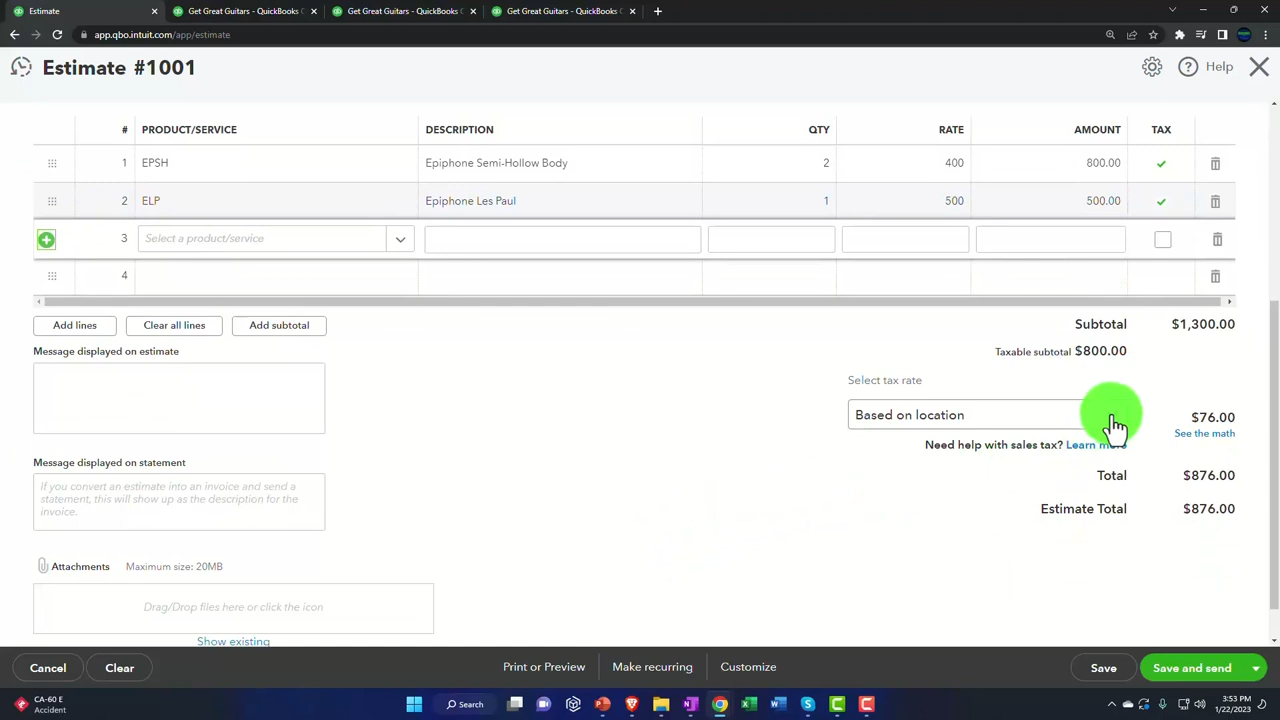 Estimate
Get Great Guitars - QuickBooks
Get Great Guitars - QuickBooks C
Get Great Guitars - QuickBooks C
app.qbo.intuit.com/app/estimate
Estimate #1001
Help
# PRODUCT/SERVICE DESCRIPTION QTY RATE AMOUNT TAX
1 EPSH Epiphone Semi-Hollow Body 2 400 800.00
2 ELP Epiphone Les Paul 1 500 500.00
3 Select a product/service
4
Add lines Clear all lines Add subtotal
Subtotal $1,300.00
Message displayed on estimate
Taxable subtotal $800.00
Select tax rate
Based on location $76.00
See the math
Need help with sales tax? Learn more
Message displayed on statement
Total $876.00
If you convert an estimate into an invoice and send a
statement, this will show up as the description for the
invoice.
Estimate Total $876.00
Attachments Maximum size: 20MB
Drag/Drop files here or click the icon
Show existing
Cancel Clear Print or Preview Make recurring Customize Save Save and send
CA-60 E
Accident
Search
3:53 PM
1/22/2023